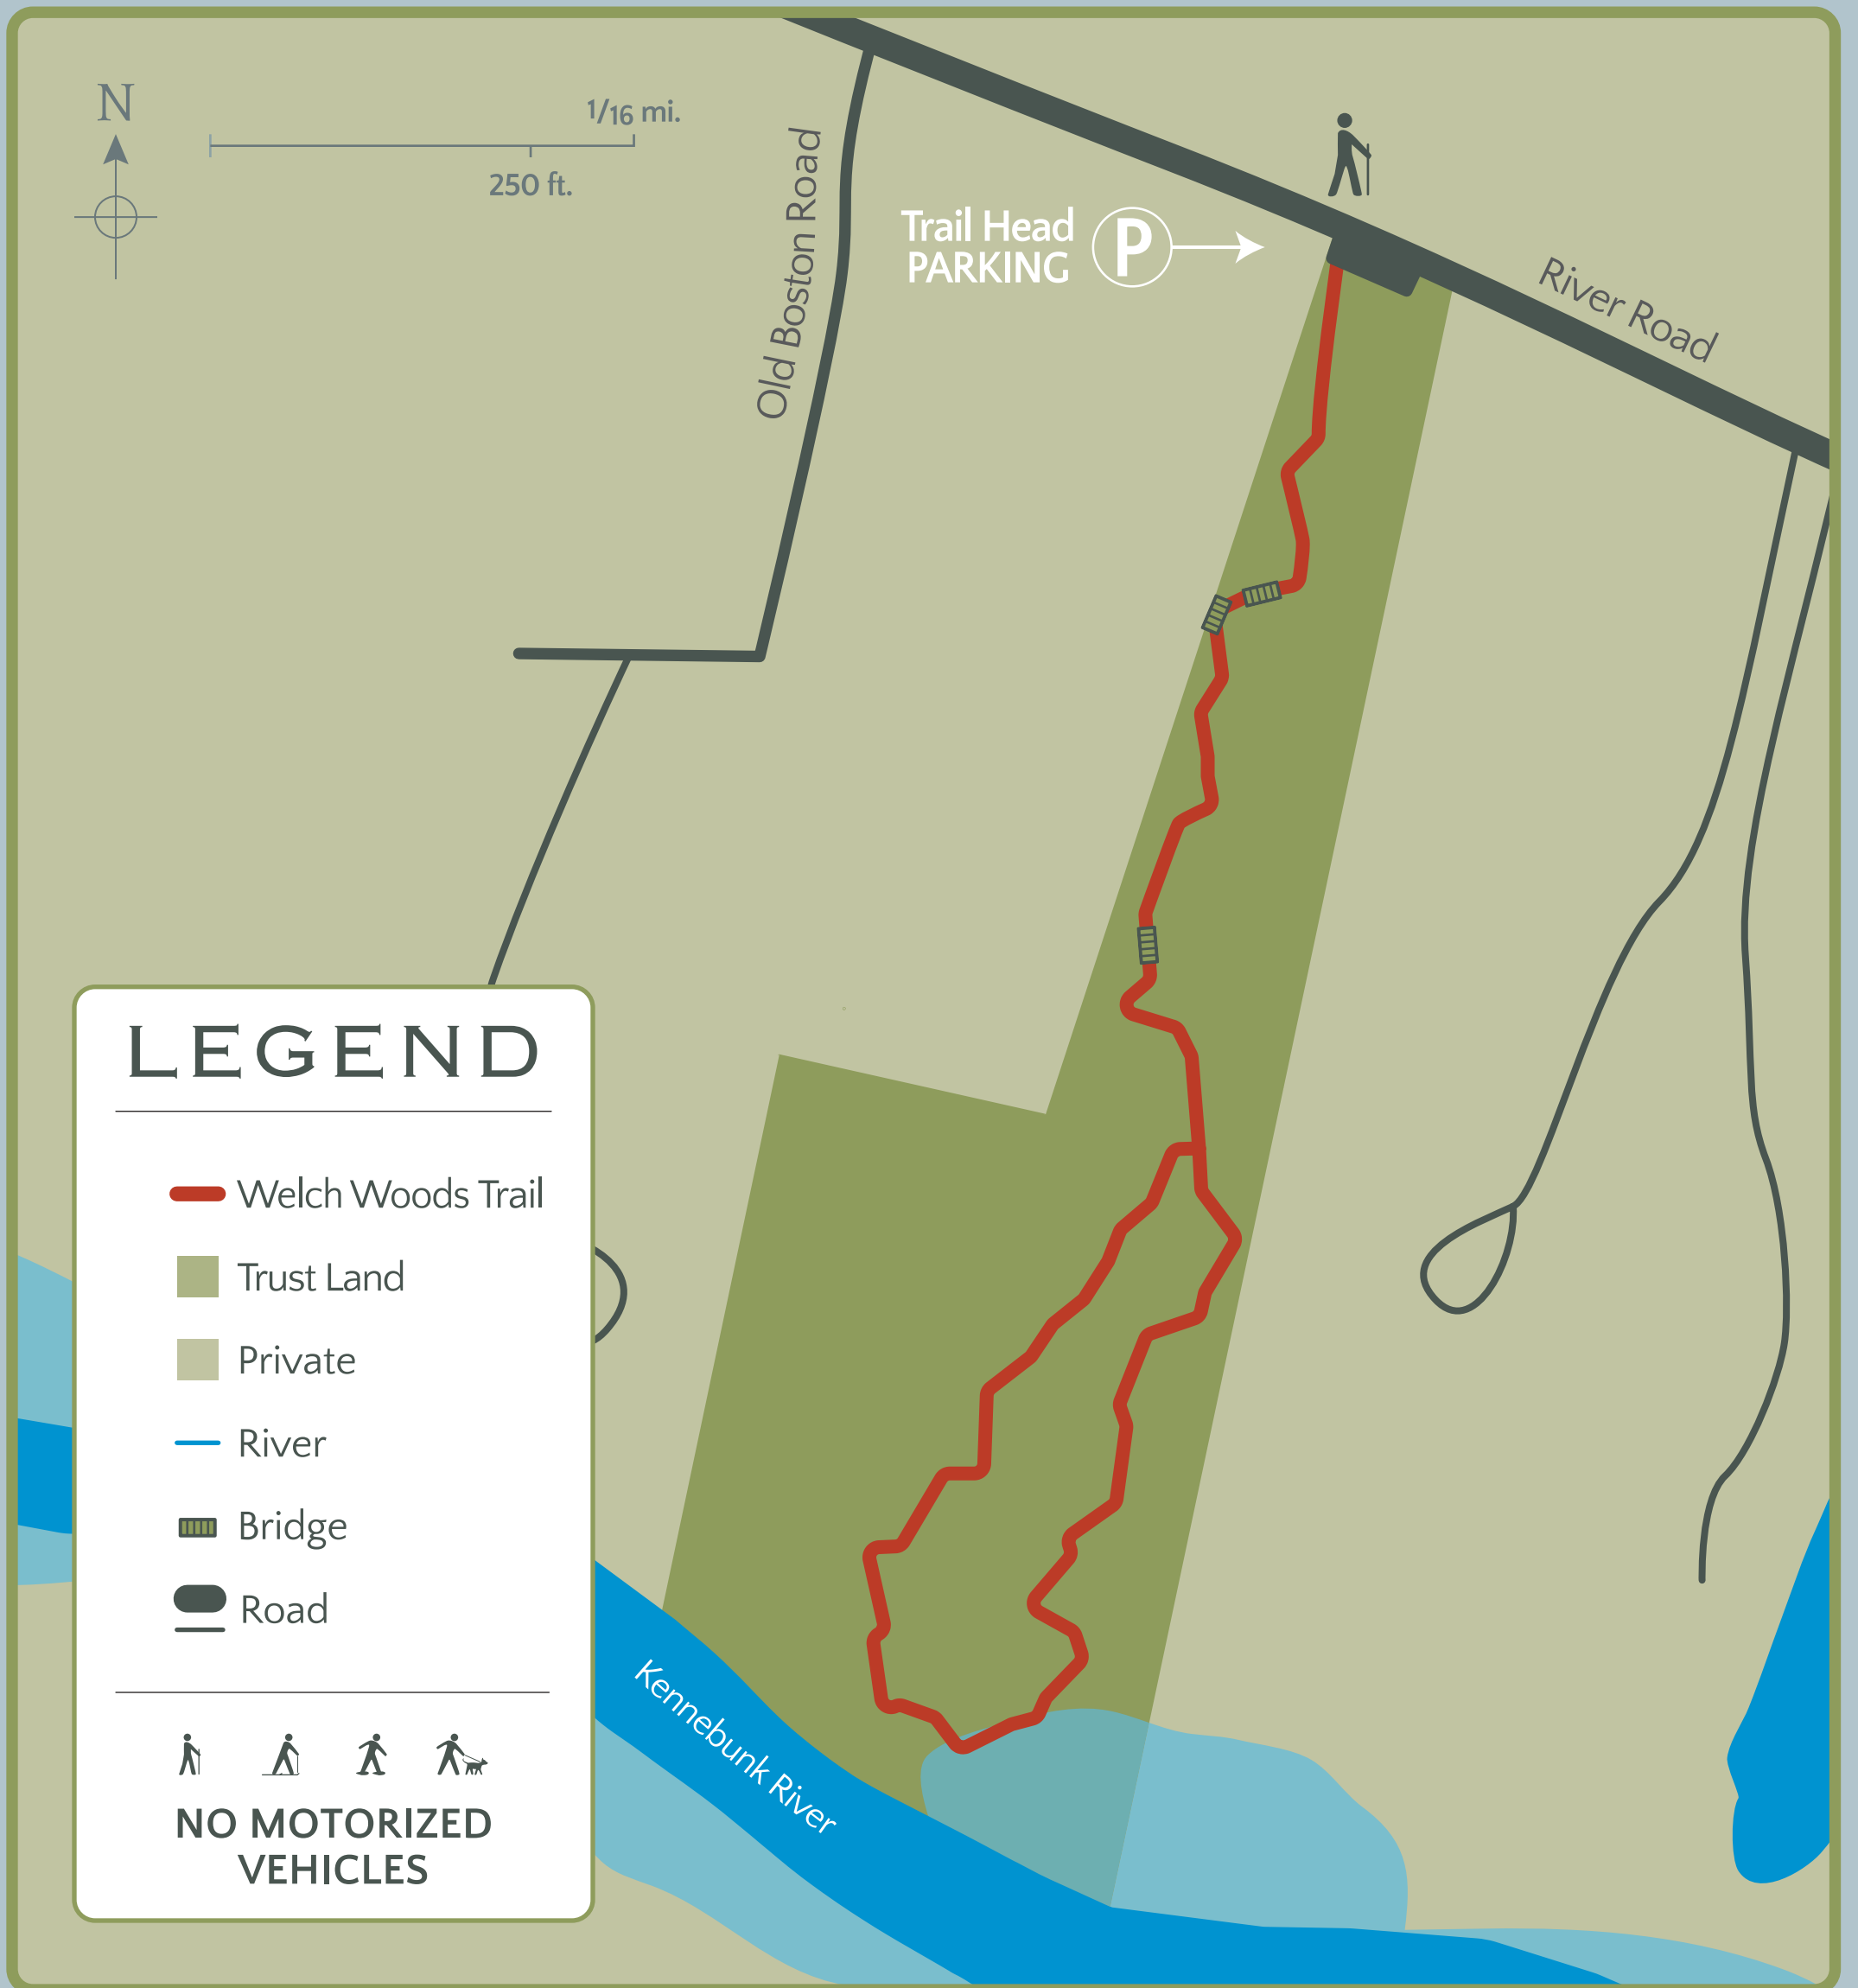 N
1/16 mi.
250 ft.
Old Boston Road
Trail Head
PARKING
P
River Road
LEGEND
Welch Woods Trail
Trust Land
Private
River
Bridge
Road
NO MOTORIZED
VEHICLES
Kennebunk River